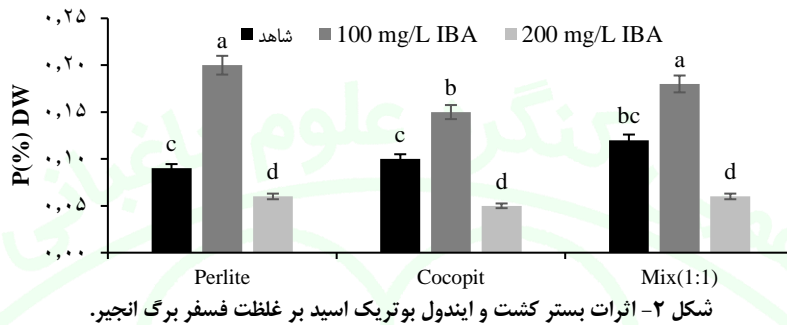 شاهد 100 mg/L IBA 200 mg/L IBA
P(%) DW
۰,۲۵
۰,۲۰
۰,۱۵
۰,۱۰
۰,۰۵
۰,۰۰
c a d
c b d
bc a d
Perlite Cocopit Mix(1:1)
شکل ۲- اثرات بستر کشت و ایندول بوتریک اسید بر غلظت فسفر برگ انجیر.